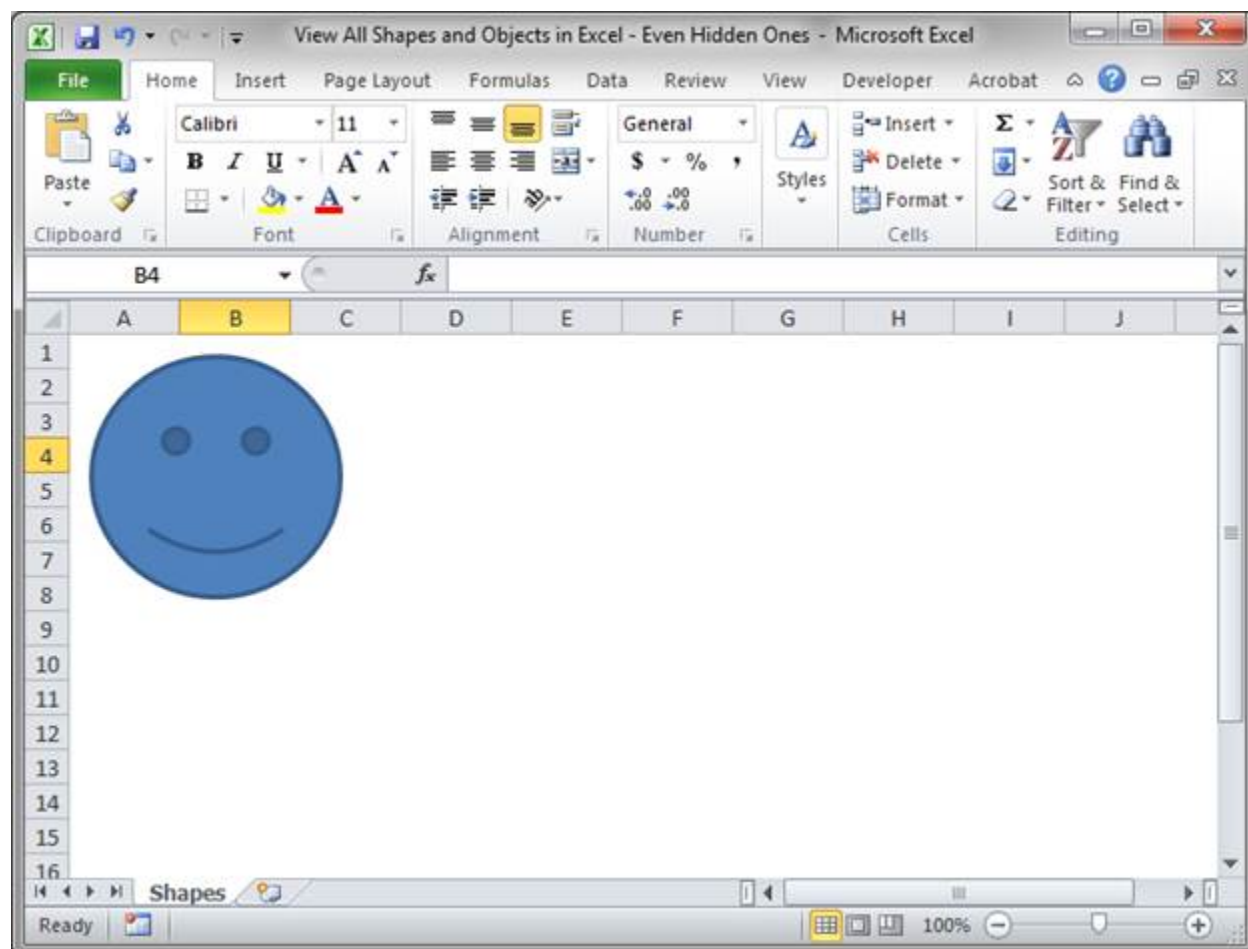 View All Shapes and Objects in Excel - Even Hidden Ones - Microsoft Excel
File Home Insert Page Layout Formulas Data Review View Developer Acrobat
Calibri 11 General Insert Σ
B I U A A $ % , Delete
Paste Styles Sort & Find &
A .0 .00 .00 .0 Format Filter Select
Clipboard Font Alignment Number Cells Editing
B4 fx
A B C D E F G H I J
1
2
3
4
5
6
7
8
9
10
11
12
13
14
15
16
Shapes
Ready 100%